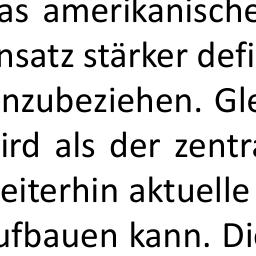 as amerikanische
nsatz stärker defi
nzubeziehen. Gle
ird als der zentra
eiterhin aktuelle
ufbauen kann. Di